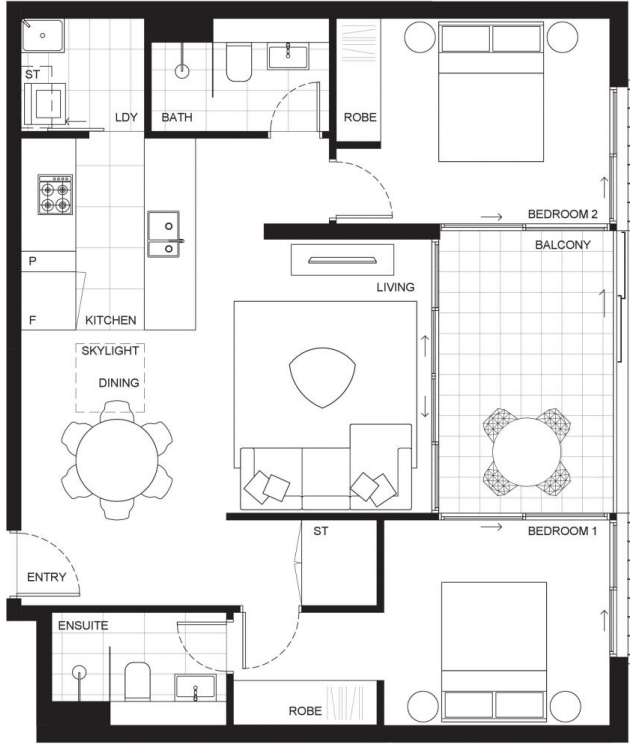 ST
LDY
BATH
ROBE
BEDROOM 2
BALCONY
P
LIVING
F
KITCHEN
SKYLIGHT
DINING
ST
BEDROOM 1
ENTRY
ENSUITE
ROBE